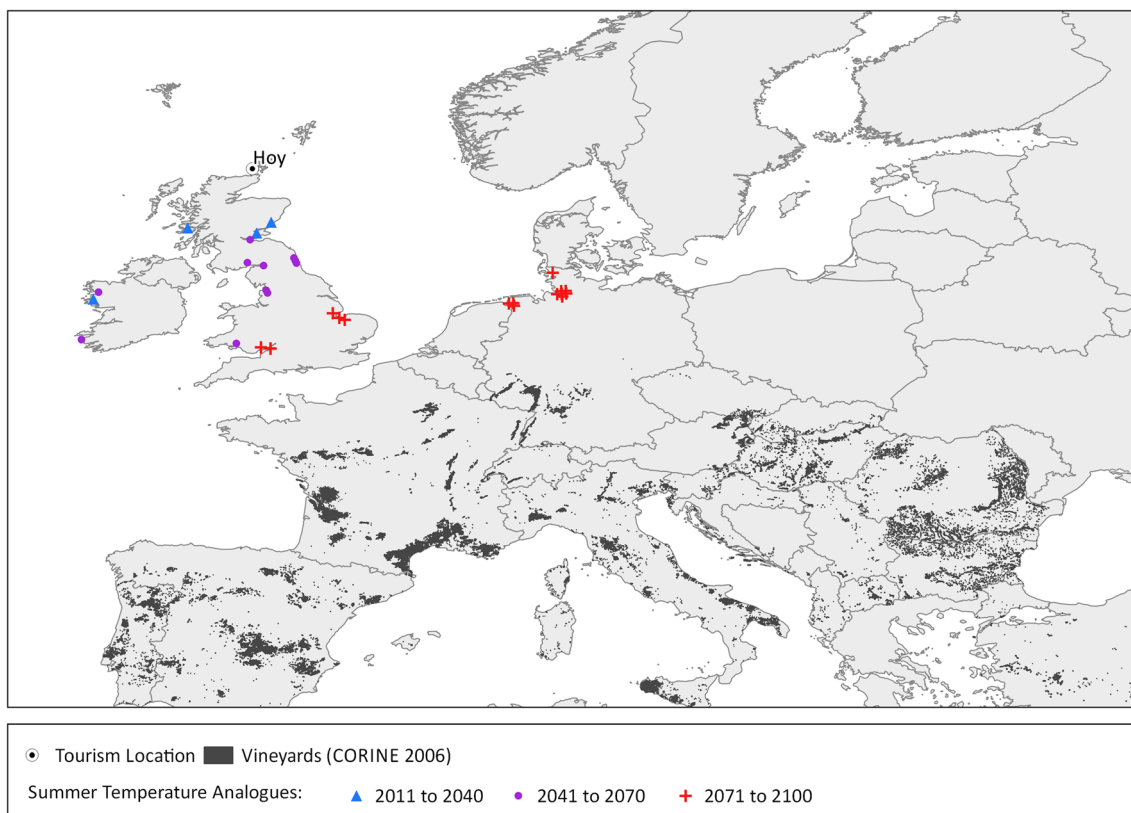 Hoy
Tourism Location Vineyards (CORINE 2006)
Summer Temperature Analogues: 2011 to 2040 2041 to 2070 2071 to 2100